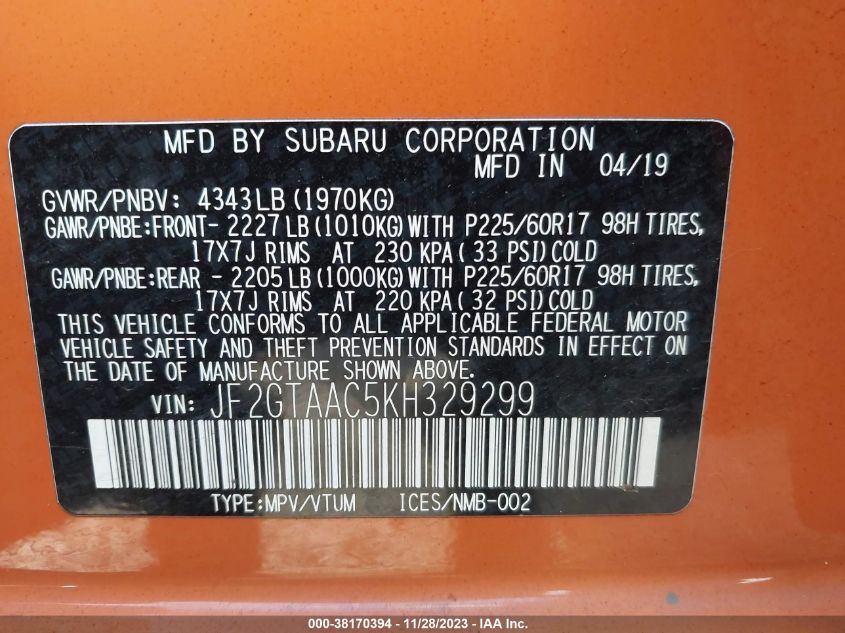 MFD BY SUBARU CORPORATION
MFD IN 04/19
GVWR/PNBV: 4343LB (1970KG)
GAWR/PNBE:FRONT- 2227LB (1010KG) WITH P225/60R17 98H TIRES,
17X7J RIMS AT 230 KPA ( 33 PSI) COLD
GAWR/PNBE:REAR - 2205LB (1000KG) WITH P225/60R17 98H TIRES,
17X7J RIMS AT 220 KPA ( 32 PSI) COLD
THIS VEHICLE CONFORMS TO ALL APPLICABLE FEDERAL MOTOR
VEHICLE SAFETY AND THEFT PREVENTION STANDARDS IN EFFECT ON
THE DATE OF MANUFACTURE SHOWN ABOVE.
VIN: JF2GTAAC5KH329299
TYPE:MPV/VTUM ICES/NMB-002
000-38170394 - 11/28/2023 - IAA Inc.